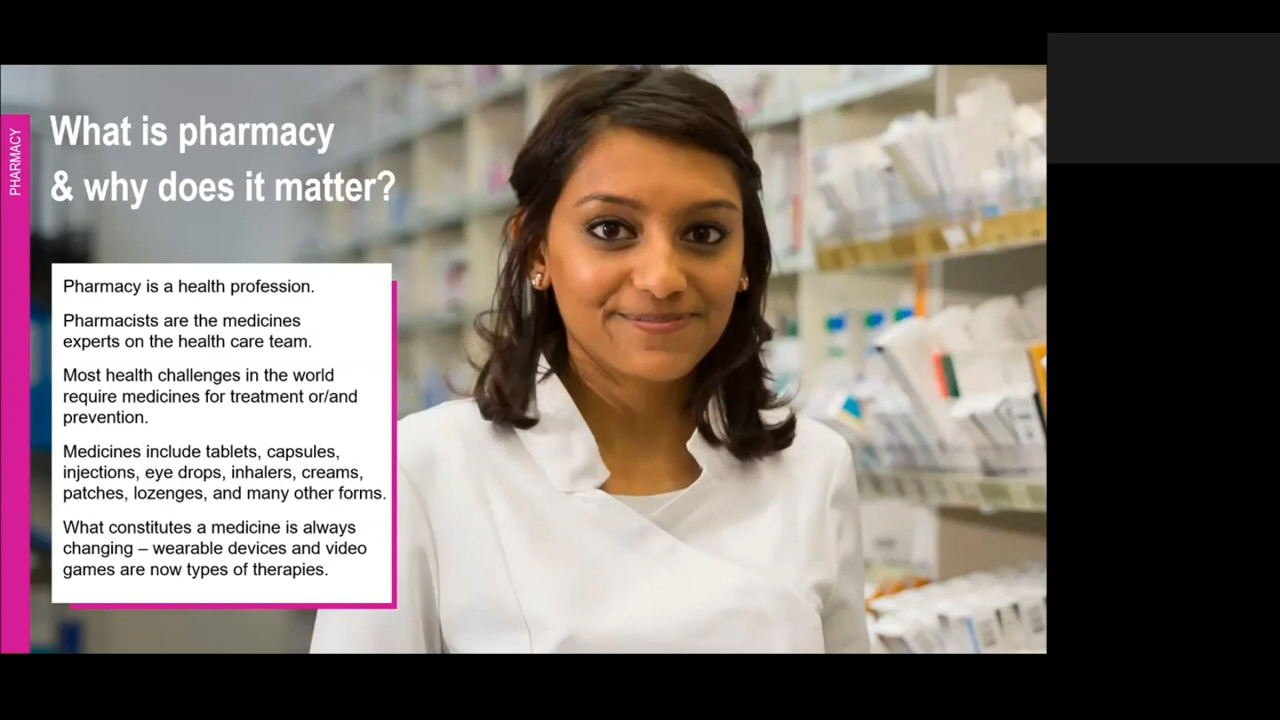 PHARMACY
What is pharmacy
& why does it matter?
Pharmacy is a health profession.
Pharmacists are the medicines
experts on the health care team.
Most health challenges in the world
require medicines for treatment or/and
prevention.
Medicines include tablets, capsules,
injections, eye drops, inhalers, creams,
patches, lozenges, and many other forms.
What constitutes a medicine is always
changing – wearable devices and video
games are now types of therapies.